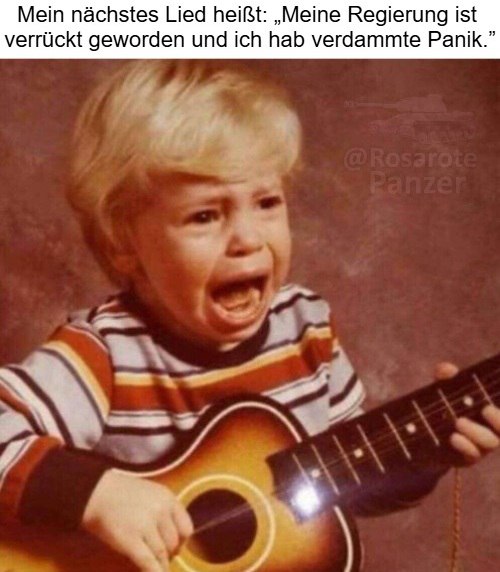 Mein nächstes Lied heißt: „Meine Regierung ist
verrückt geworden und ich hab verdammte Panik.”
@Rosarote
Panzer